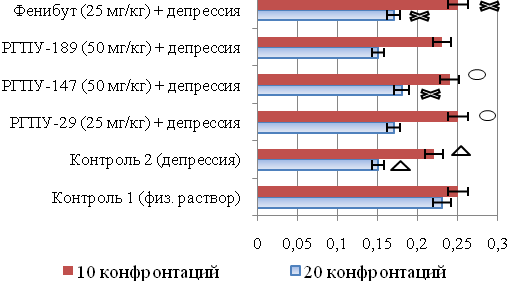 Фенибут (25 мг/кг) + депрессия
РГПУ-189 (50 мг/кг) + депрессия
РГПУ-147 (50 мг/кг) + депрессия
РГПУ-29 (25 мг/кг) + депрессия
Контроль 2 (депрессия)
Контроль 1 (физ. раствор)
0 0,05 0,1 0,15 0,2 0,25 0,3
10 конфронтаций 20 конфронтаций